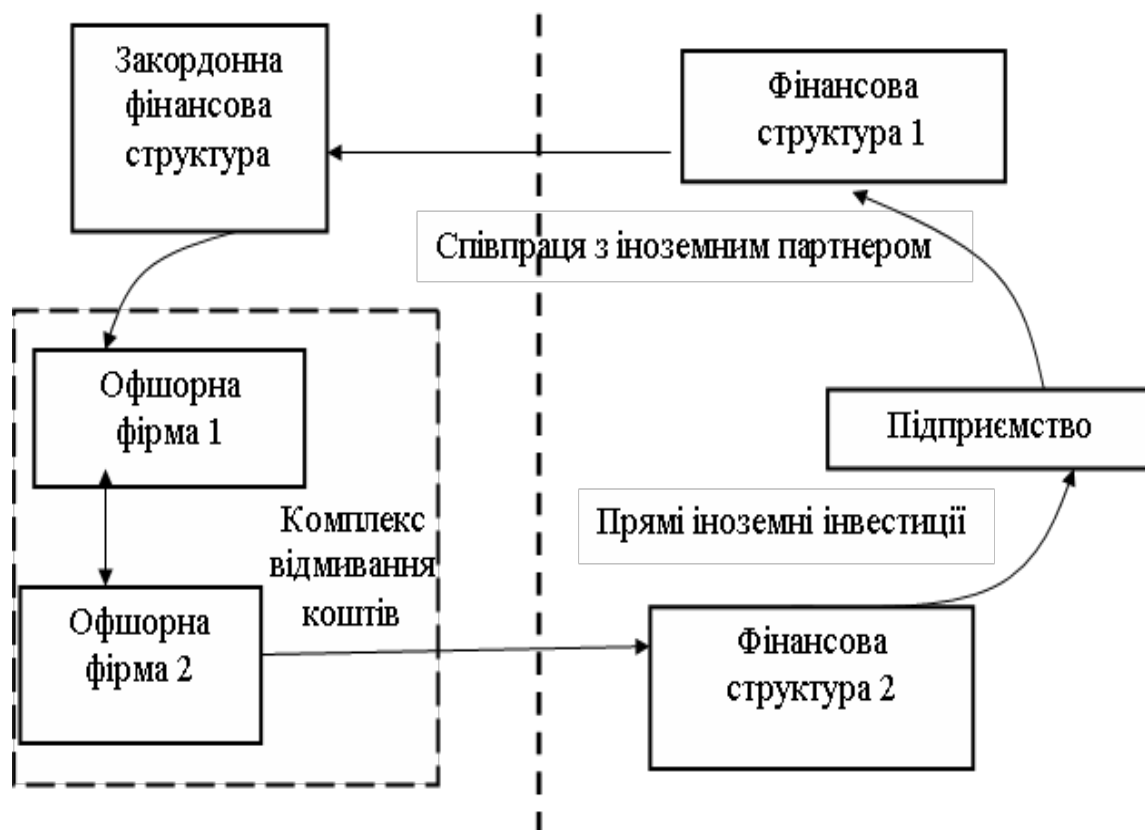 Закордонна
фінансова
структура
Фінансова
структура 1
Співпраця з іноземним партнером
Офшорна
фірма 1
Підприємство
Прямі іноземні інвестиції
Комплекс
відмивання
коштів
Офшорна
фірма 2
Фінансова
структура 2